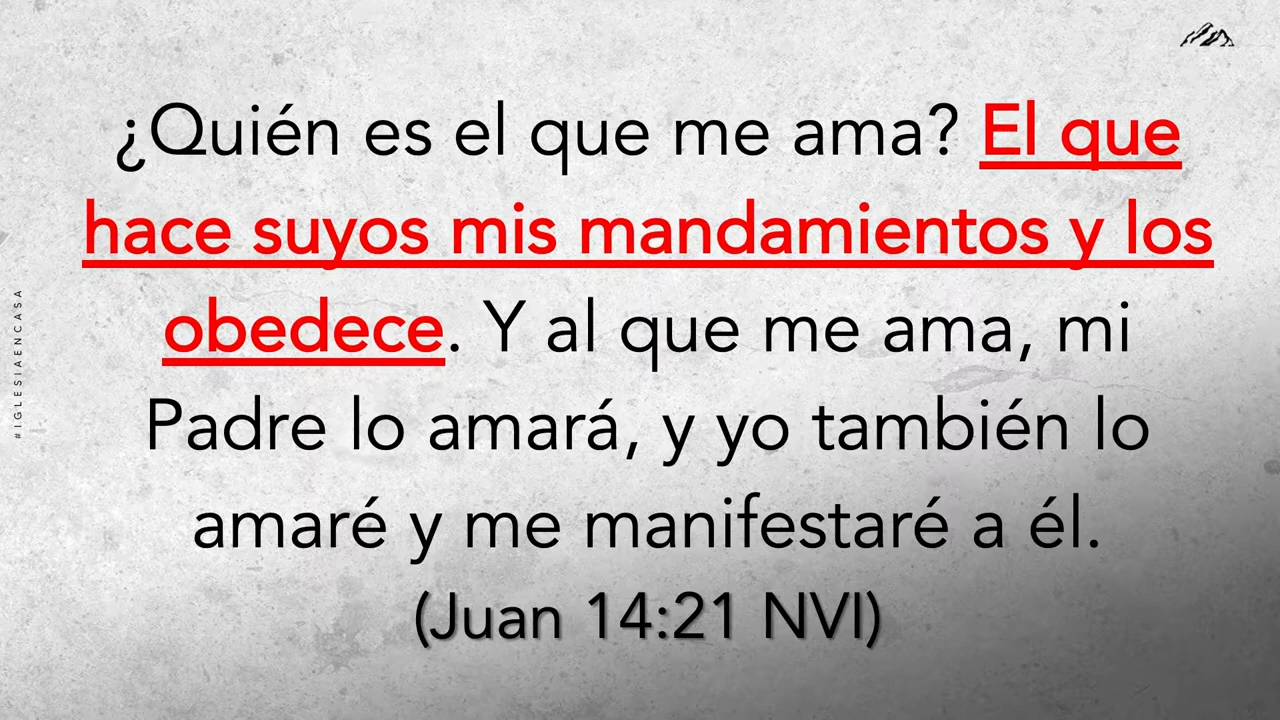 ¿Quién es el que me ama? El que
hace suyos mis mandamientos y los
obedece. Y al que me ama, mi
Padre lo amará, y yo también lo
amaré y me manifestaré a él.
(Juan 14:21 NVI)
#IGLESIAENCASA